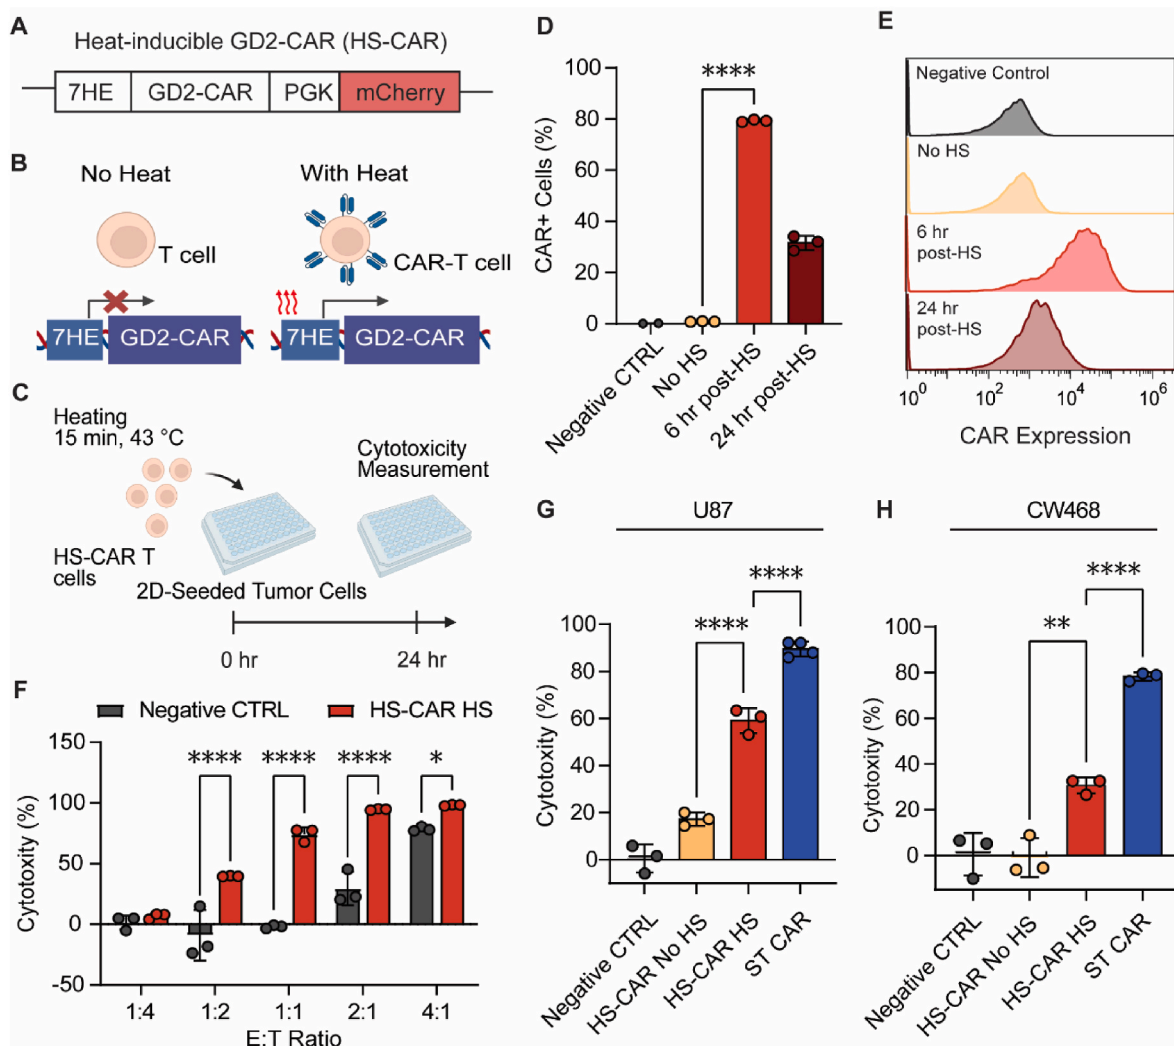 A
Heat-inducible GD2-CAR (HS-CAR)
7HE GD2-CAR PGK mCherry
B
No Heat
With Heat
T cell
CAR-T cell
7HE GD2-CAR
7HE GD2-CAR
C
Heating
15 min, 43 °C
Cytotoxicity
Measurement
HS-CAR T
cells
2D-Seeded Tumor Cells
0 hr
24 hr
D
CAR+ Cells (%)
100
80
60
40
20
0
****
Negative CTRL
No HS
6 hr post-HS
24 hr post-HS
E
Negative Control
No HS
6 hr
post-HS
24 hr
post-HS
10^0 10^2 10^4 10^6
CAR Expression
F
Negative CTRL
HS-CAR HS
Cytotoxity (%)
150
100
50
0
-50
**** **** **** *
1:4 1:2 1:1 2:1 4:1
E:T Ratio
G
U87
Cytotoxity (%)
100
80
60
40
20
0
****
****
Negative CTRL
HS-CAR No HS
HS-CAR HS
ST CAR
H
CW468
Cytotoxity (%)
100
80
60
40
20
0
**
****
Negative CTRL
HS-CAR No HS
HS-CAR HS
ST CAR